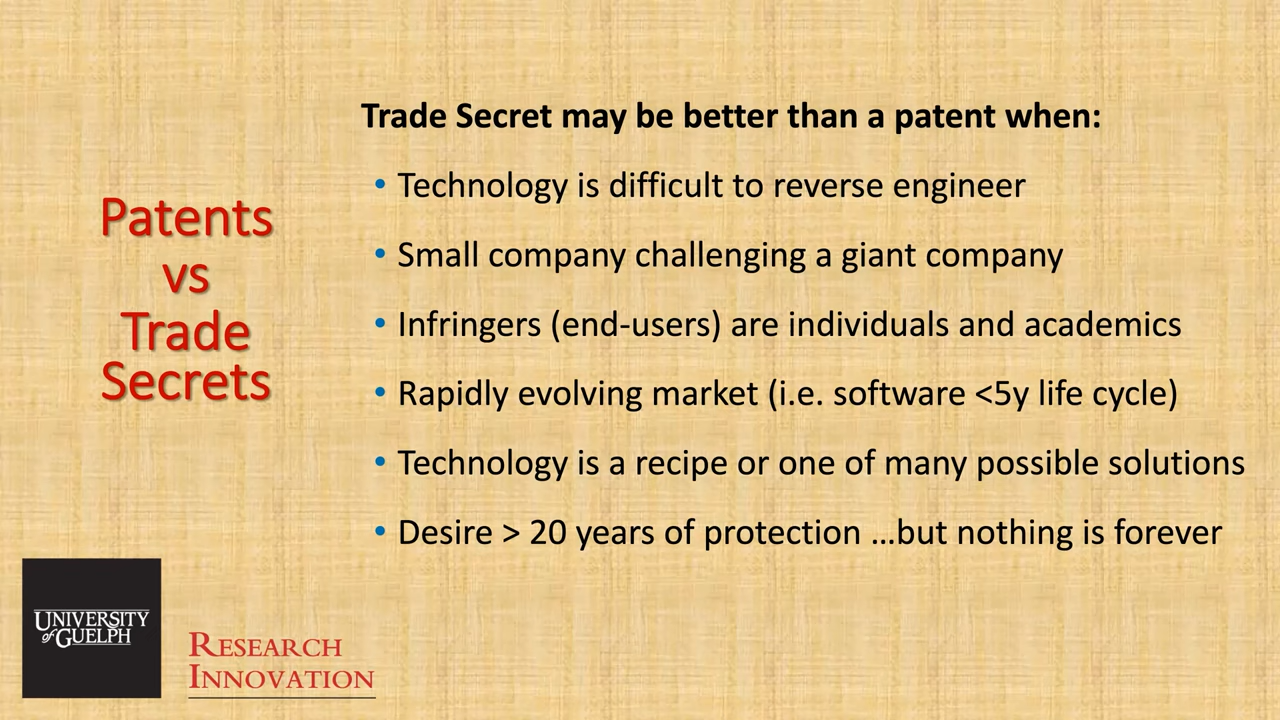 Patents
vs
Trade
Secrets
Trade Secret may be better than a patent when:
• Technology is difficult to reverse engineer
• Small company challenging a giant company
• Infringers (end-users) are individuals and academics
• Rapidly evolving market (i.e. software <5y life cycle)
• Technology is a recipe or one of many possible solutions
• Desire > 20 years of protection …but nothing is forever
UNIVERSITY
of GUELPH
RESEARCH
INNOVATION